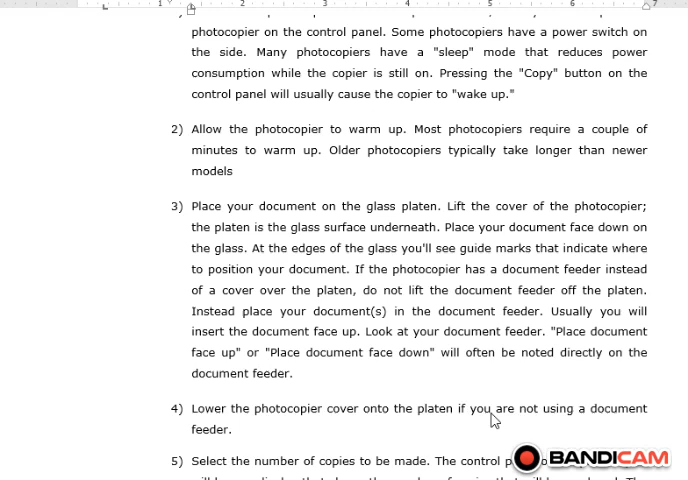 1 2 3 4 5 6 7
photocopier on the control panel. Some photocopiers have a power switch on
the side. Many photocopiers have a "sleep" mode that reduces power
consumption while the copier is still on. Pressing the "Copy" button on the
control panel will usually cause the copier to "wake up."
2) Allow the photocopier to warm up. Most photocopiers require a couple of
minutes to warm up. Older photocopiers typically take longer than newer
models
3) Place your document on the glass platen. Lift the cover of the photocopier;
the platen is the glass surface underneath. Place your document face down on
the glass. At the edges of the glass you'll see guide marks that indicate where
to position your document. If the photocopier has a document feeder instead
of a cover over the platen, do not lift the document feeder off the platen.
Instead place your document(s) in the document feeder. Usually you will
insert the document face up. Look at your document feeder. "Place document
face up" or "Place document face down" will often be noted directly on the
document feeder.
4) Lower the photocopier cover onto the platen if you are not using a document
feeder.
5) Select the number of copies to be made. The control
BANDICAM